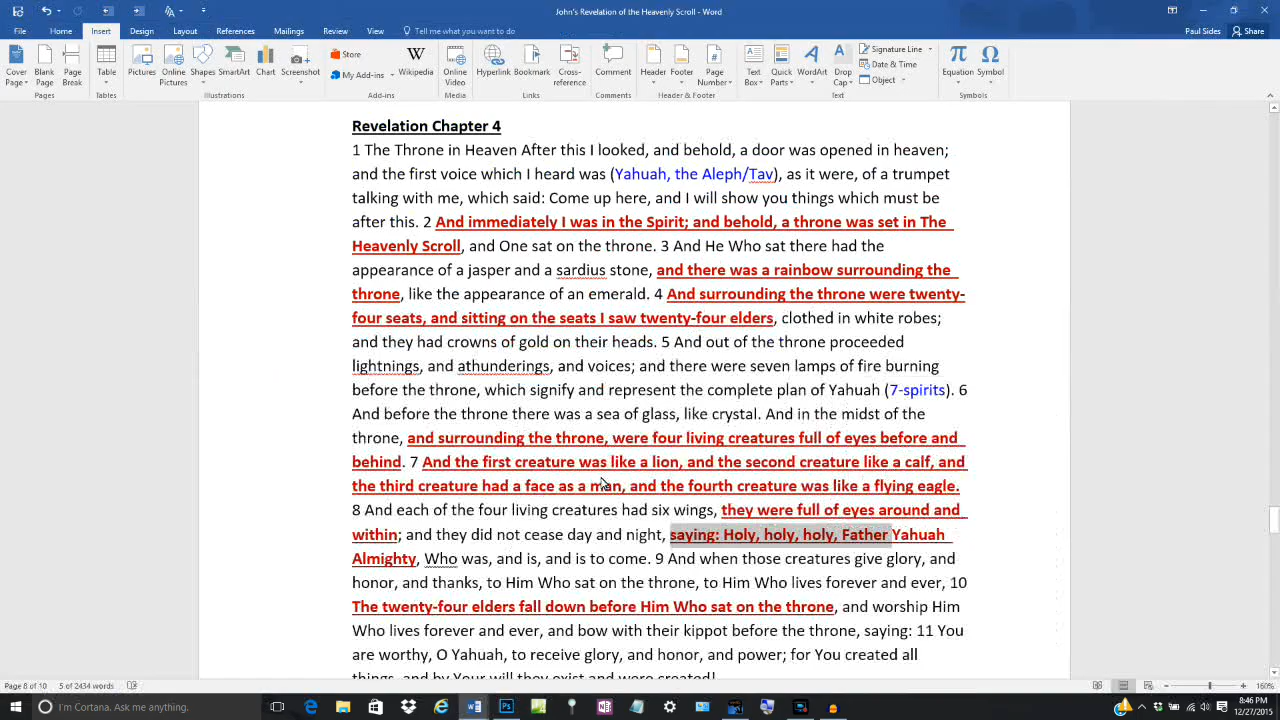 John's Revelation of the Heavenly Scroll - Word
Paul Sides
File Home Insert Design Layout References Mailings Review View Tell me what you want to do Share
Cover Page Blank Page Page Break
Table
Pictures Online Pictures Shapes SmartArt Chart Screenshot
Store
My Add-ins
Wikipedia
Online Video
Hyperlink Bookmark Cross-reference
Comment
Header Footer Page Number
Text Box Quick Parts WordArt Drop Cap
Signature Line
Date & Time
Object
Equation Symbol
Pages Tables Illustrations Add-ins Media Links Comments Header & Footer Text Symbols
Revelation Chapter 4
1 The Throne in Heaven After this I looked, and behold, a door was opened in heaven;
and the first voice which I heard was (Yahuah, the Aleph/Tav), as it were, of a trumpet
talking with me, which said: Come up here, and I will show you things which must be
after this. 2 And immediately I was in the Spirit; and behold, a throne was set in The
Heavenly Scroll, and One sat on the throne. 3 And He Who sat there had the
appearance of a jasper and a sardius stone, and there was a rainbow surrounding the
throne, like the appearance of an emerald. 4 And surrounding the throne were twenty-
four seats, and sitting on the seats I saw twenty-four elders, clothed in white robes;
and they had crowns of gold on their heads. 5 And out of the throne proceeded
lightnings, and athunderings, and voices; and there were seven lamps of fire burning
before the throne, which signify and represent the complete plan of Yahuah (7-spirits). 6
And before the throne there was a sea of glass, like crystal. And in the midst of the
throne, and surrounding the throne, were four living creatures full of eyes before and
behind. 7 And the first creature was like a lion, and the second creature like a calf, and
the third creature had a face as a man, and the fourth creature was like a flying eagle.
8 And each of the four living creatures had six wings, they were full of eyes around and
within; and they did not cease day and night, saying: Holy, holy, holy, Father Yahuah
Almighty, Who was, and is, and is to come. 9 And when those creatures give glory, and
honor, and thanks, to Him Who sat on the throne, to Him Who lives forever and ever, 10
The twenty-four elders fall down before Him Who sat on the throne, and worship Him
Who lives forever and ever, and bow with their kippot before the throne, saying: 11 You
are worthy, O Yahuah, to receive glory, and honor, and power; for You created all
things, and by Your will they exist and were created!
Page 8 of 10 5 of 2434 words
160%
I'm Cortana. Ask me anything.
8:46 PM
12/27/2015